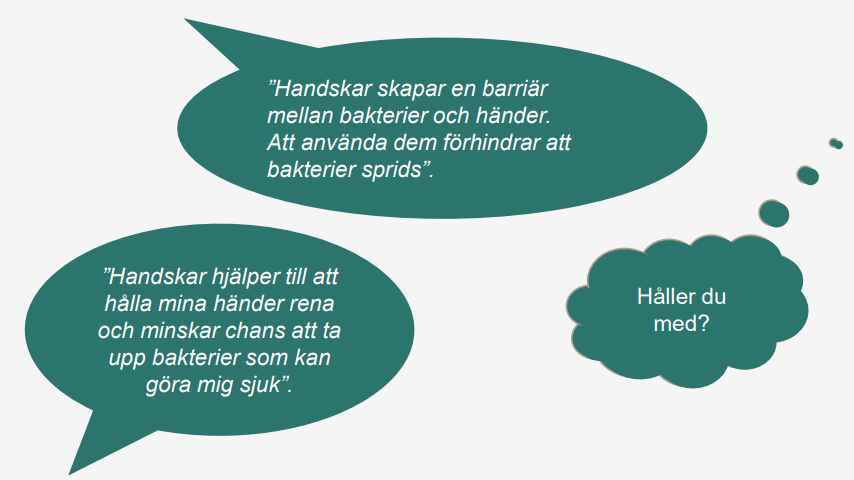 ”Handskar skapar en barriär
mellan bakterier och händer.
Att använda dem förhindrar att
bakterier sprids”.
”Handskar hjälper till att
hålla mina händer rena
och minskar chans att ta
upp bakterier som kan
göra mig sjuk”.
Håller du
med?